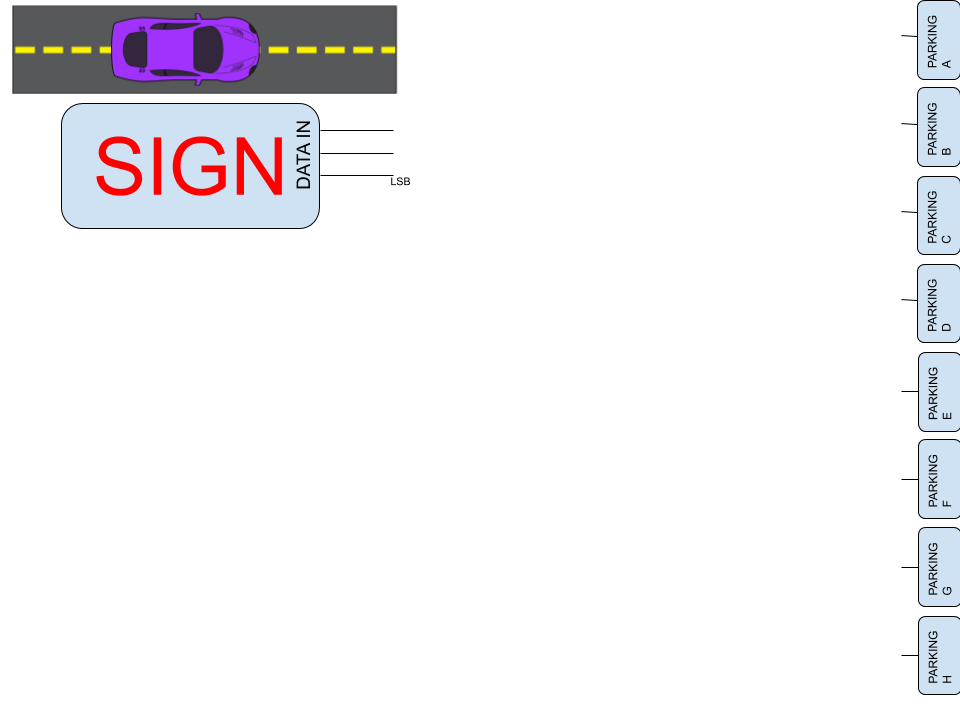 SIGN
DATA IN
LSB
PARKING
A
PARKING
B
PARKING
C
PARKING
D
PARKING
E
PARKING
F
PARKING
G
PARKING
H